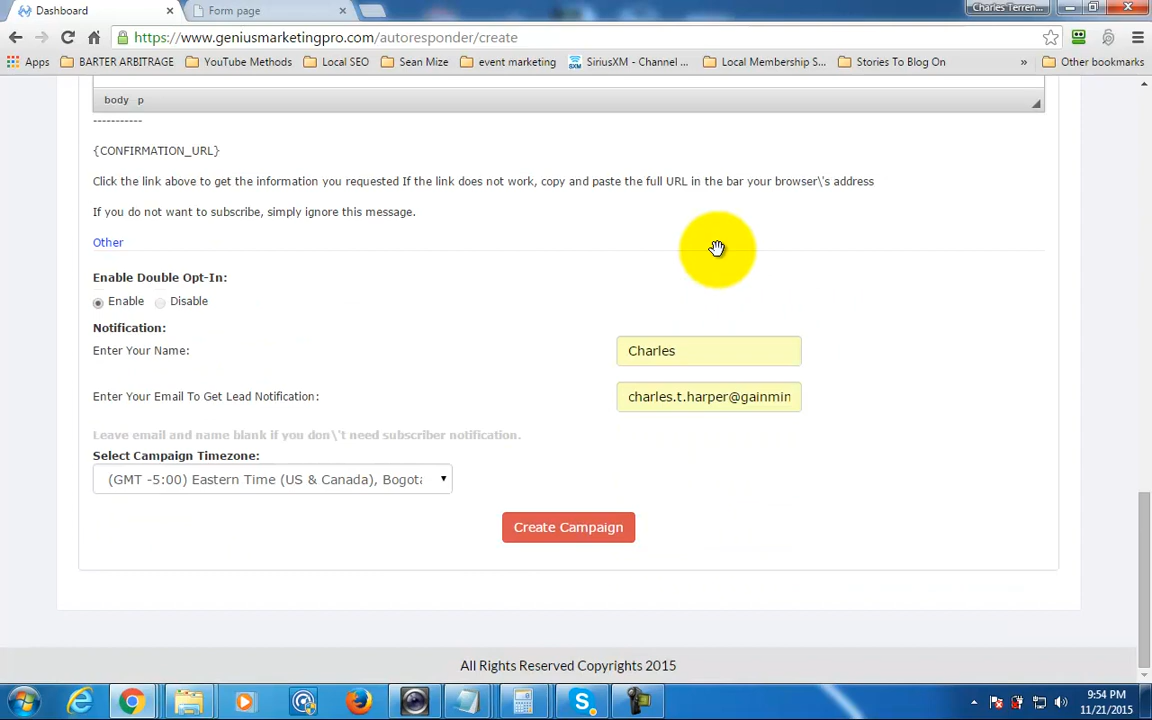 Dashboard
Form page
Charles Terren...
https://www.geniusmarketingpro.com/autoresponder/create
Apps BARTER ARBITRAGE YouTube Methods Local SEO Sean Mize event marketing SiriusXM - Channel ... Local Membership S... Stories To Blog On » Other bookmarks
body p
-----------
{CONFIRMATION_URL}
Click the link above to get the information you requested If the link does not work, copy and paste the full URL in the bar your browser\'s address
If you do not want to subscribe, simply ignore this message.
Other
Enable Double Opt-In:
Enable Disable
Notification:
Enter Your Name: Charles
Enter Your Email To Get Lead Notification: charles.t.harper@gainmin
Leave email and name blank if you don\'t need subscriber notification.
Select Campaign Timezone:
(GMT -5:00) Eastern Time (US & Canada), Bogota
Create Campaign
All Rights Reserved Copyrights 2015
9:54 PM
11/21/2015